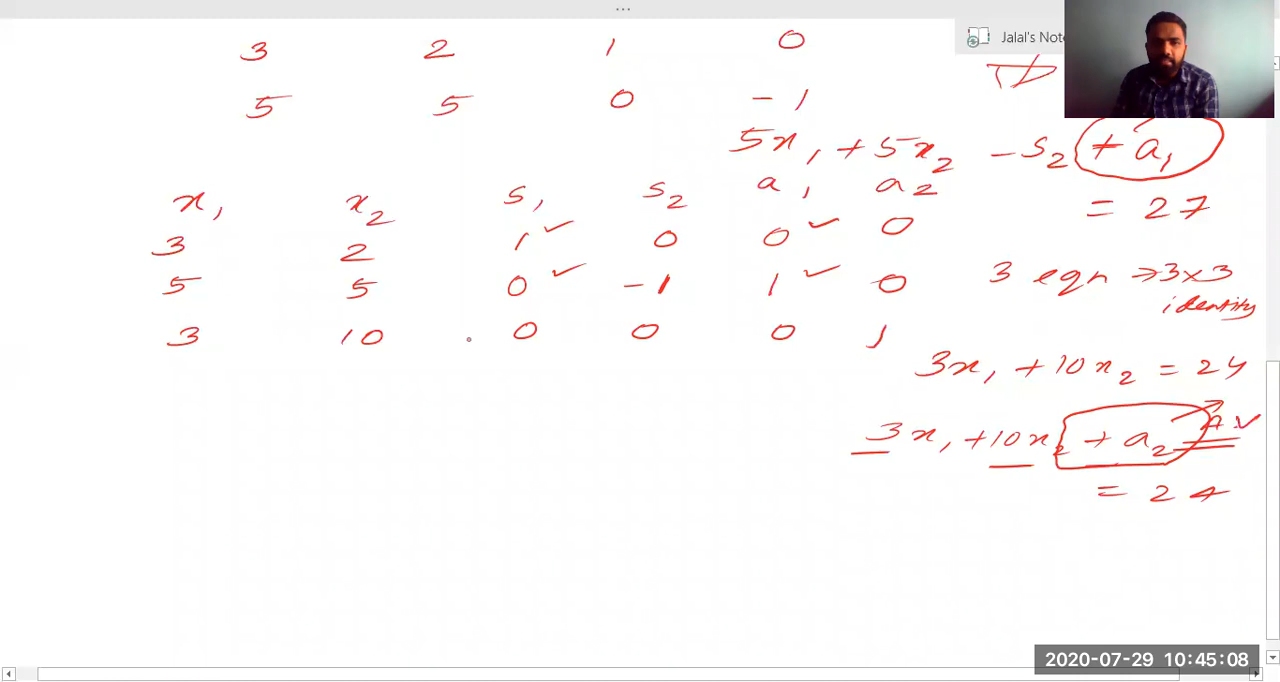 Jalal's Note
3 2 1 0
5 5 0 -1
5x₁ + 5x₂ - s₂ + a₁
= 27
x₁ x₂ s₁ s₂ a₁ a₂
3 2 1 ✓ 0 0 ✓ 0
5 5 0 ✓ -1 1 ✓ 0
3 10 0 0 0 1
3 eqn → 3x3
identity
3x₁ + 10x₂ = 24
3x₁ + 10x₂ + a₂
= 24
2020-07-29 10:45:08